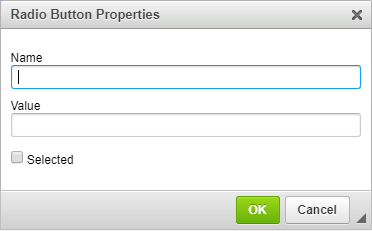 Radio Button Properties
Name
Value
Selected
OK Cancel